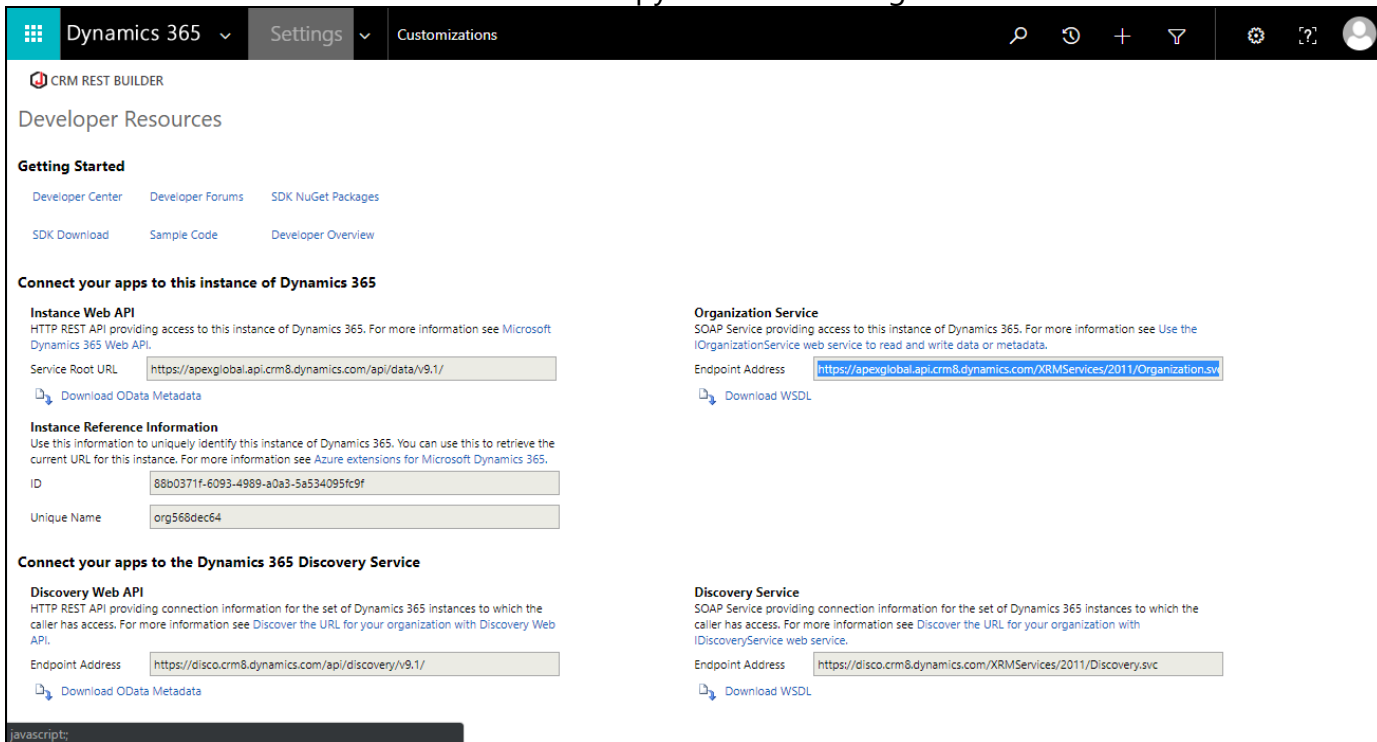 Dynamics 365 Settings Customizations
CRM REST BUILDER
Developer Resources
Getting Started
Developer Center Developer Forums SDK NuGet Packages
SDK Download Sample Code Developer Overview
Connect your apps to this instance of Dynamics 365
Instance Web API
HTTP REST API providing access to this instance of Dynamics 365. For more information see Microsoft
Dynamics 365 Web API.
Service Root URL https://apexglobal.api.crm8.dynamics.com/api/data/v9.1/
Download OData Metadata
Organization Service
SOAP Service providing access to this instance of Dynamics 365. For more information see Use the
IOrganizationService web service to read and write data or metadata.
Endpoint Address https://apexglobal.api.crm8.dynamics.com/XRMServices/2011/Organization.sv
Download WSDL
Instance Reference Information
Use this information to uniquely identify this instance of Dynamics 365. You can use this to retrieve the
current URL for this instance. For more information see Azure extensions for Microsoft Dynamics 365.
ID 88b0371f-6093-4989-a0a3-5a534095fc9f
Unique Name org568dec64
Connect your apps to the Dynamics 365 Discovery Service
Discovery Web API
HTTP REST API providing connection information for the set of Dynamics 365 instances to which the
caller has access. For more information see Discover the URL for your organization with Discovery Web
API.
Endpoint Address https://disco.crm8.dynamics.com/api/discovery/v9.1/
Download OData Metadata
Discovery Service
SOAP Service providing connection information for the set of Dynamics 365 instances to which the
caller has access. For more information see Discover the URL for your organization with
IDiscoveryService web service.
Endpoint Address https://disco.crm8.dynamics.com/XRMServices/2011/Discovery.svc
Download WSDL
javascript:;